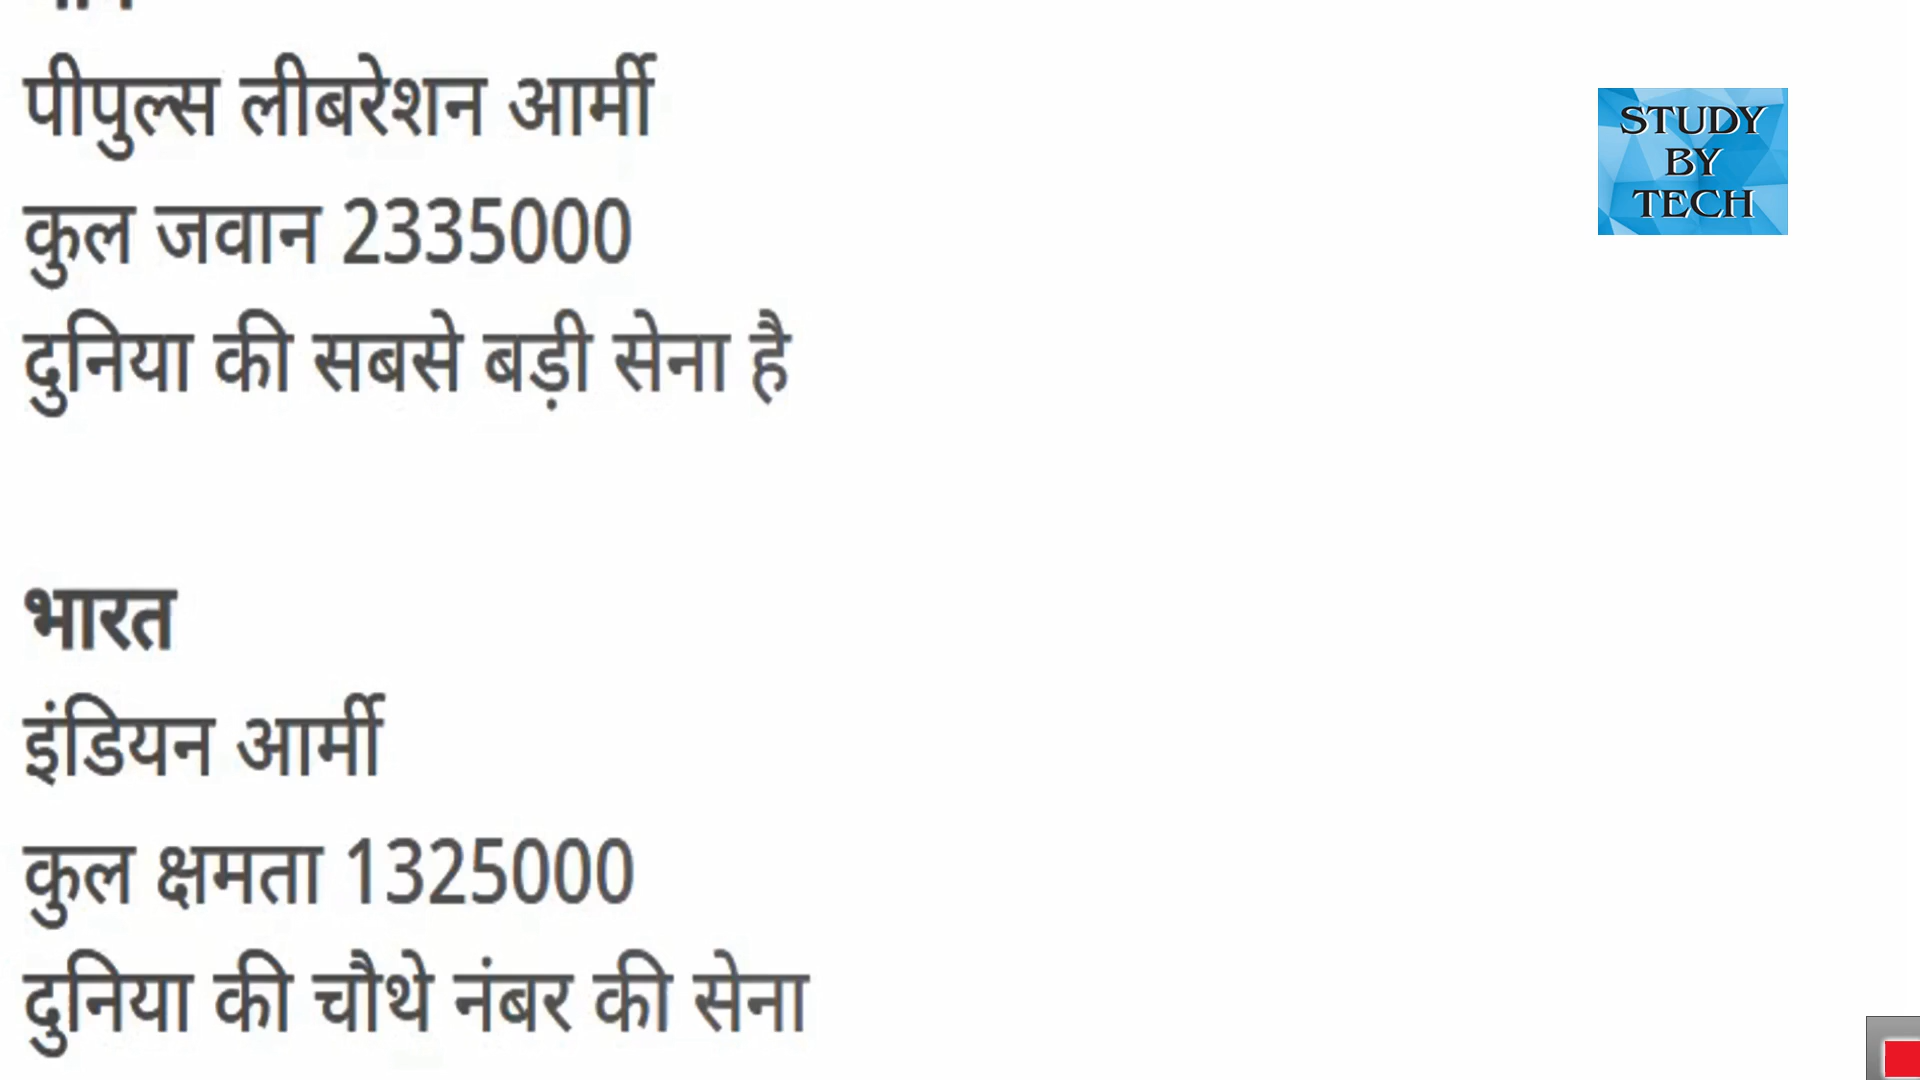 पीपुल्स लीबरेशन आर्मी
कुल जवान 2335000
दुनिया की सबसे बड़ी सेना है
भारत
इंडियन आर्मी
कुल क्षमता 1325000
दुनिया की चौथे नंबर की सेना
STUDY
BY
TECH